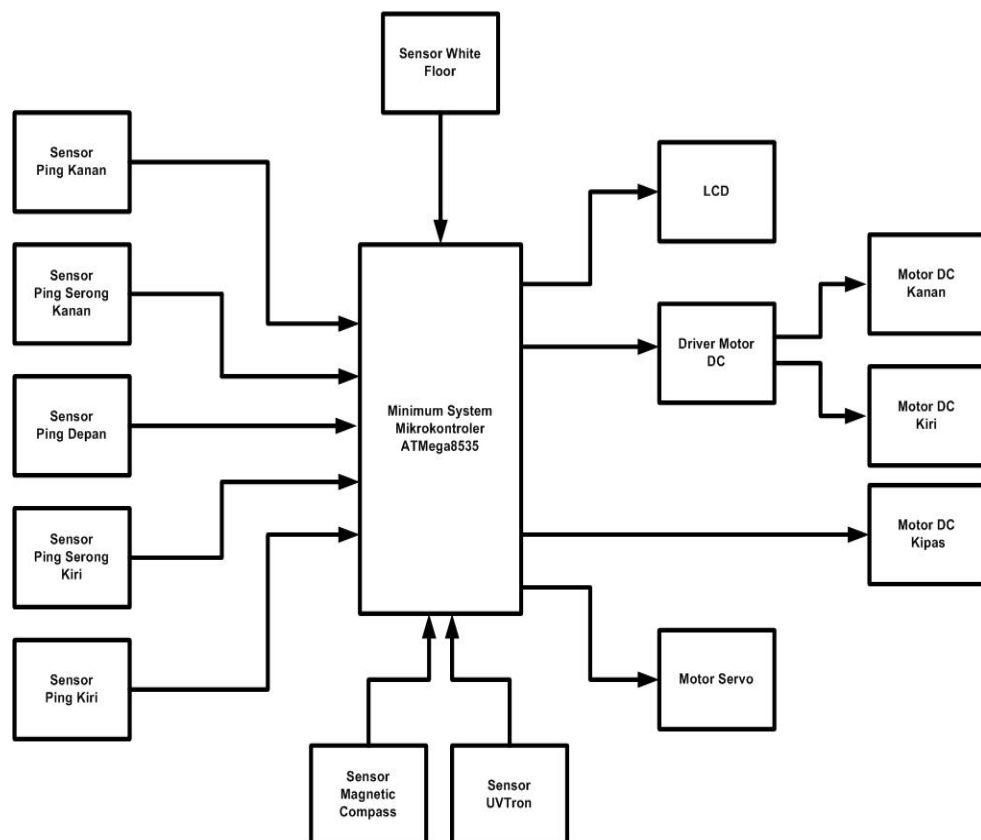 Sensor White
Floor
Sensor
Ping Kanan
LCD
Sensor
Ping Serong
Kanan
Motor DC
Kanan
Driver Motor
DC
Sensor
Ping Depan
Minimum System
Mikrokontroler
ATMega8535
Motor DC
Kiri
Sensor
Ping Serong
Kiri
Motor DC
Kipas
Sensor
Ping Kiri
Motor Servo
Sensor
Magnetic
Compass
Sensor
UVTron